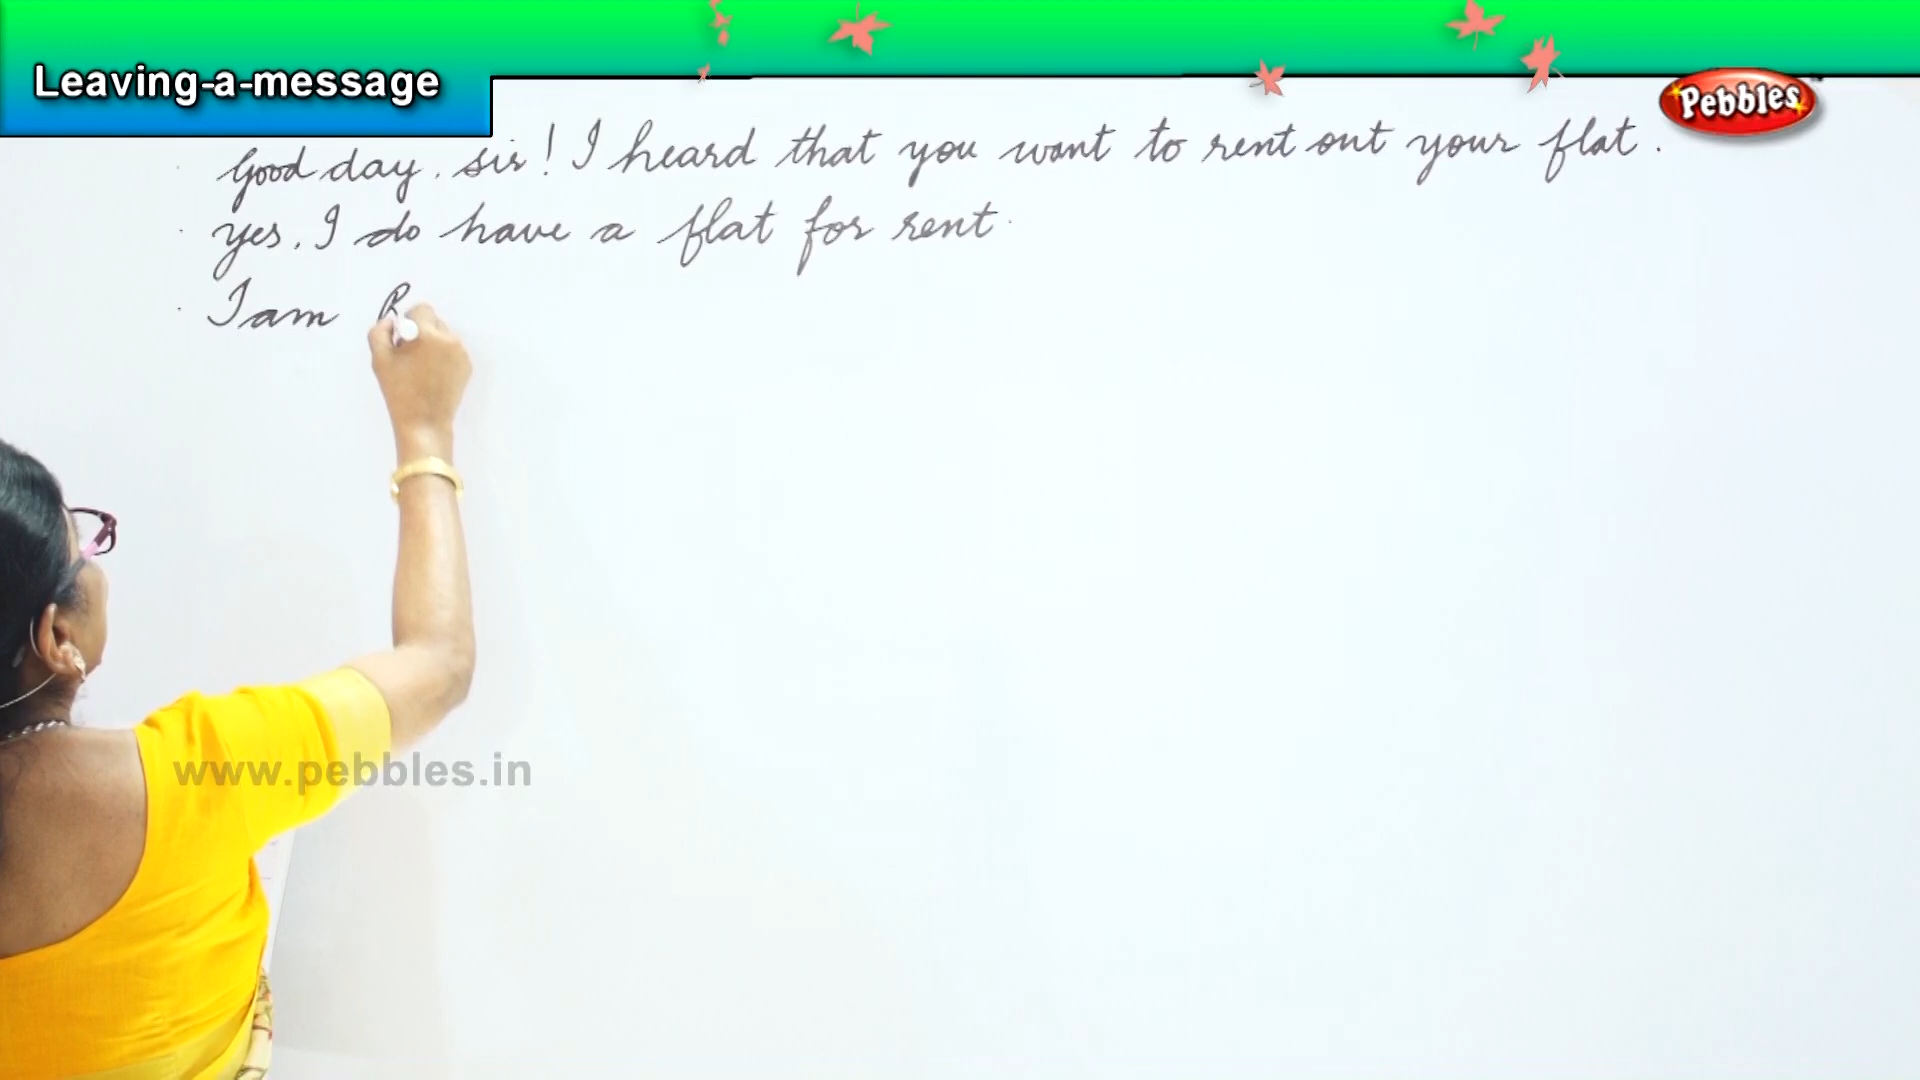 Leaving-a-message
Pebbles
Good day, sir! I heard that you want to rent out your flat.
yes, I do have a flat for rent.
I am R
www.pebbles.in